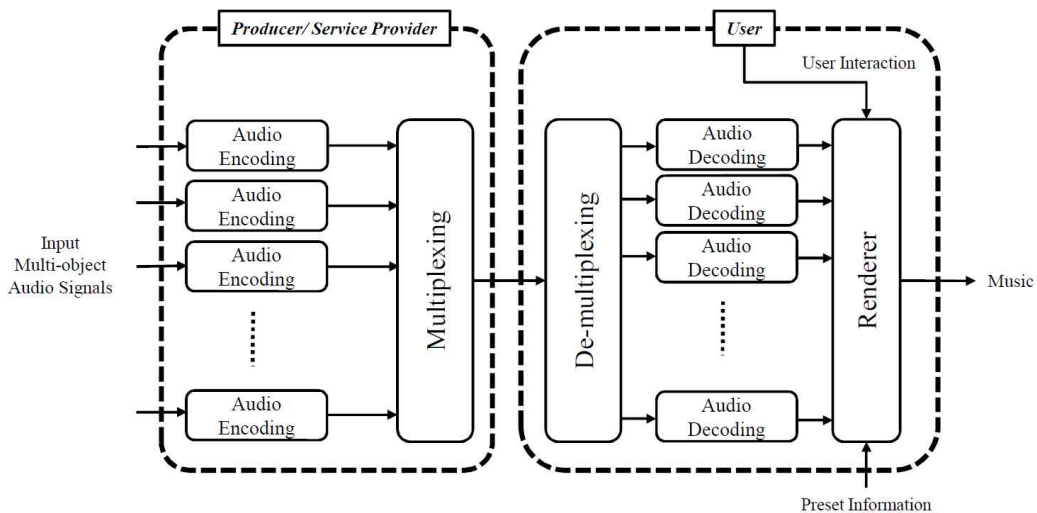 Producer/ Service Provider
User
User Interaction
Audio
Encoding
Audio
Encoding
Audio
Encoding
Audio
Encoding
Input
Multi-object
Audio Signals
Multiplexing
De-multiplexing
Audio
Decoding
Audio
Decoding
Audio
Decoding
Audio
Decoding
Renderer
Music
Preset Information